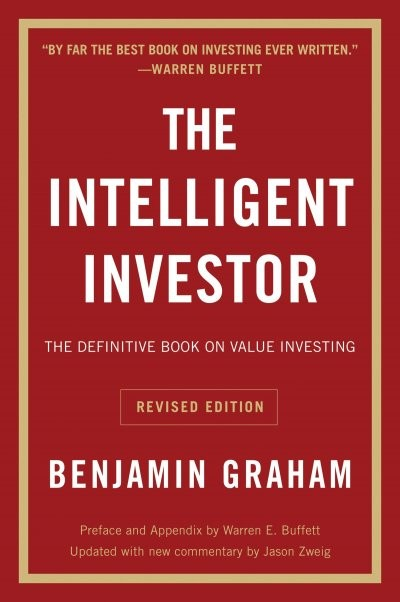 “BY FAR THE BEST BOOK ON INVESTING EVER WRITTEN.”
—WARREN BUFFETT
THE
INTELLIGENT
INVESTOR
THE DEFINITIVE BOOK ON VALUE INVESTING
REVISED EDITION
BENJAMIN GRAHAM
Preface and Appendix by Warren E. Buffett
Updated with new commentary by Jason Zweig